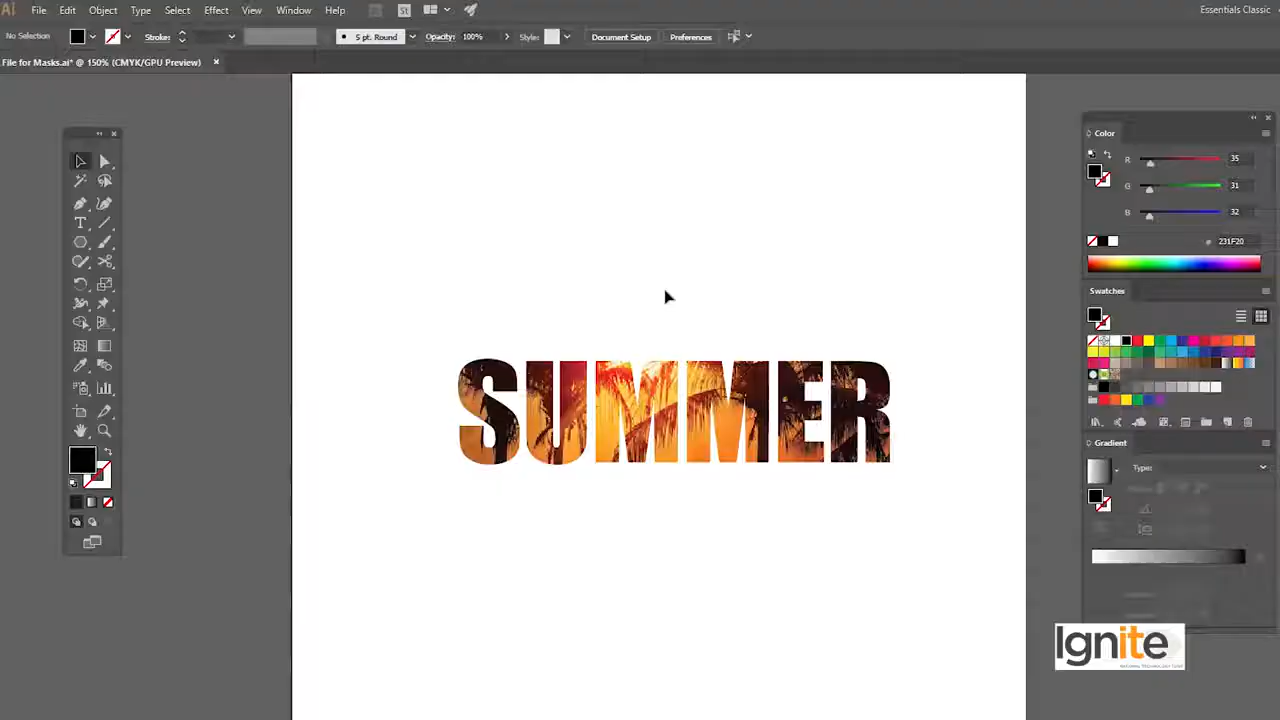 Ai File Edit Object Type Select Effect View Window Help St Essentials Classic
No Selection Stroke: 5 pt. Round Opacity: 100% Style: Document Setup Preferences
File for Masks.ai* @ 150% (CMYK/GPU Preview)
Color
R 35
G 31
B 32
# 231F20
Swatches
SUMMER
Gradient
Type:
Ignite